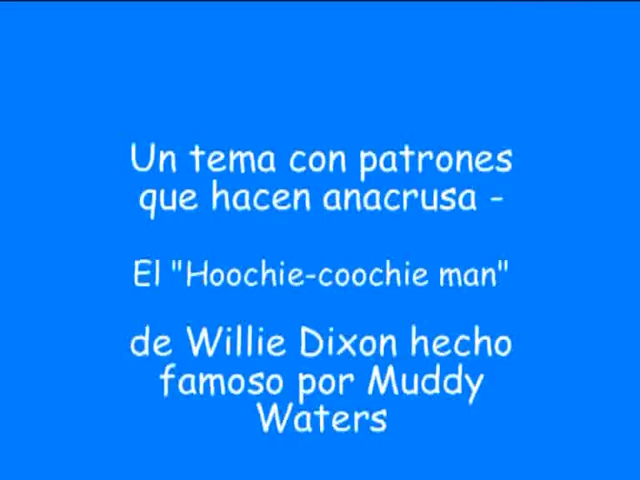 Un tema con patrones
que hacen anacrusa -
El "Hoochie-coochie man"
de Willie Dixon hecho
famoso por Muddy
Waters